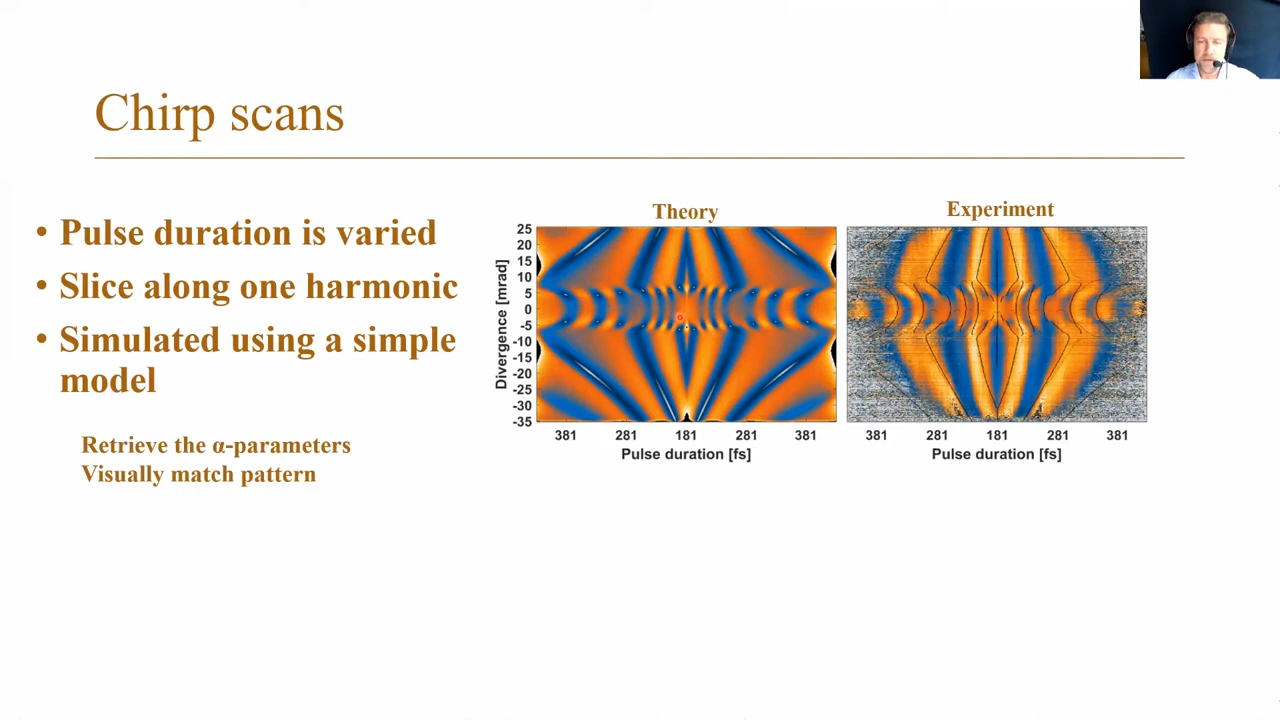 Chirp scans
• Pulse duration is varied
• Slice along one harmonic
• Simulated using a simple
model
Retrieve the α-parameters
Visually match pattern
Theory
Experiment
Divergence [mrad]
25
20
15
10
5
0
-5
-10
-15
-20
-25
-30
-35
381 281 181 281 381
Pulse duration [fs]
381 281 181 281 381
Pulse duration [fs]